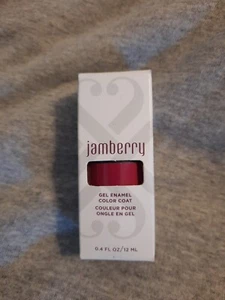 jamberry
GEL ENAMEL
COLOR COAT
COULEUR POUR
ONGLE EN GEL
0.4 FL OZ/12 ML